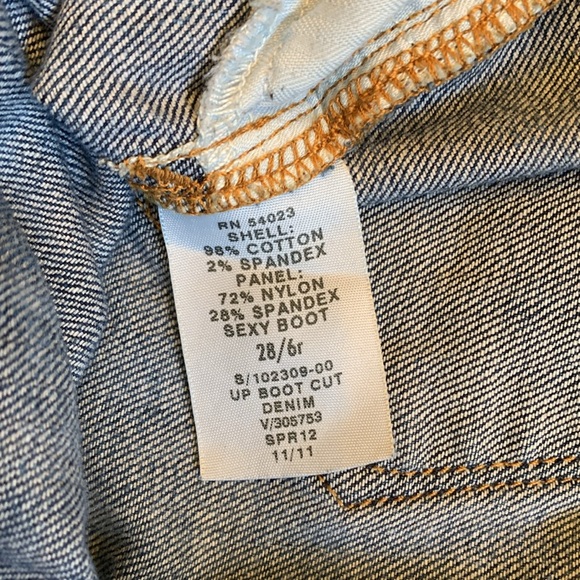 RN 54023
SHELL:
98% COTTON
2% SPANDEX
PANEL:
72% NYLON
28% SPANDEX
SEXY BOOT
28/6r
S/102309-00
UP BOOT CUT
DENIM
V/305753
SPR12
11/11